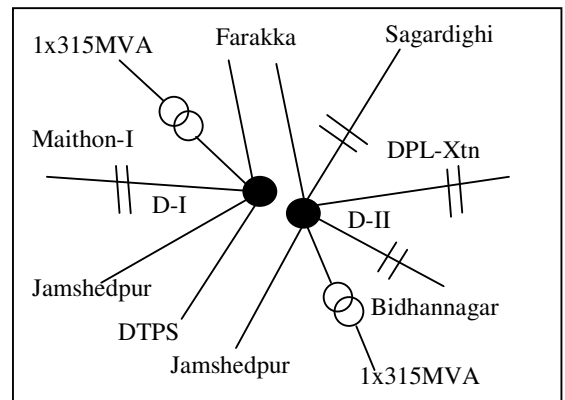 Farakka
Sagardighi
1x315MVA
Maithon-I
DPL-Xtn
D-I
D-II
Jamshedpur
Bidhannagar
DTPS
Jamshedpur
1x315MVA